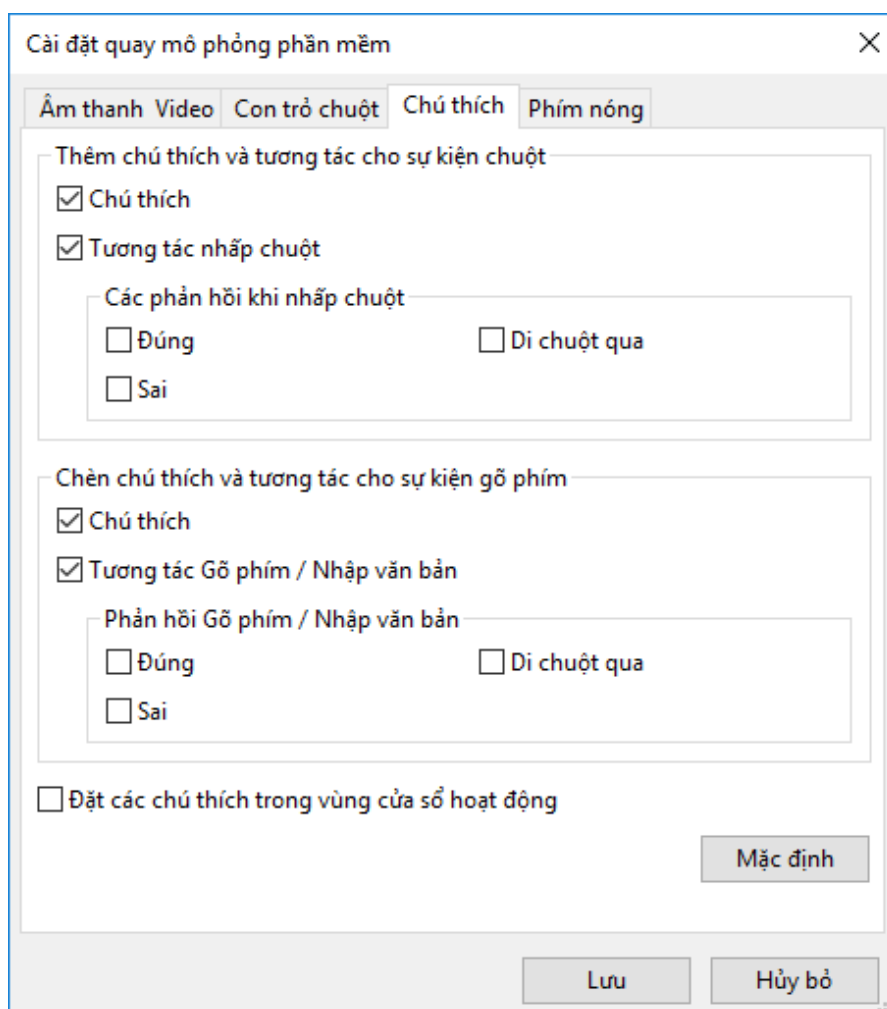 Cài đặt quay mô phỏng phần mềm
Âm thanh Video Con trỏ chuột Chú thích Phím nóng
Thêm chú thích và tương tác cho sự kiện chuột
Chú thích
Tương tác nhấp chuột
Các phản hồi khi nhấp chuột
Đúng Di chuột qua
Sai
Chèn chú thích và tương tác cho sự kiện gõ phím
Chú thích
Tương tác Gõ phím / Nhập văn bản
Phản hồi Gõ phím / Nhập văn bản
Đúng Di chuột qua
Sai
Đặt các chú thích trong vùng cửa sổ hoạt động
Mặc định
Lưu Hủy bỏ